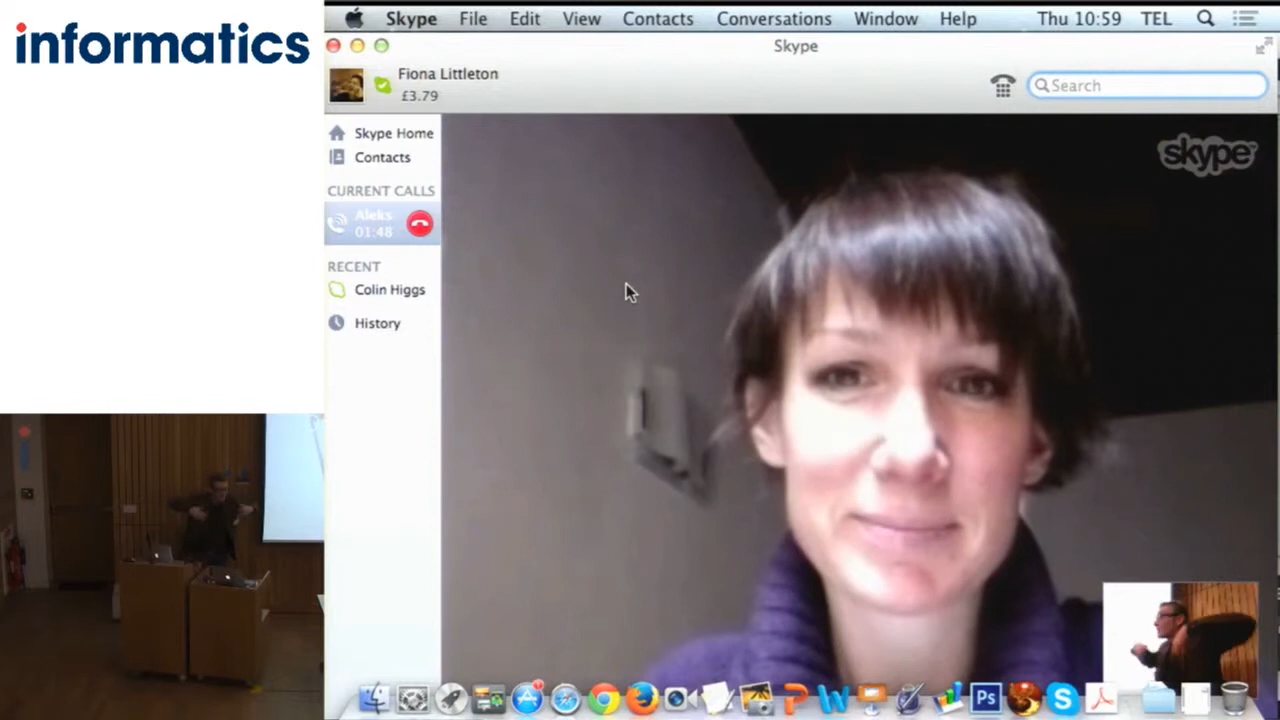 informatics
Skype File Edit View Contacts Conversations Window Help Thu 10:59 TEL
Skype
Fiona Littleton
£3.79
Search
Skype Home
Contacts
CURRENT CALLS
Aleks
01:48
RECENT
Colin Higgs
History
skype
Ps